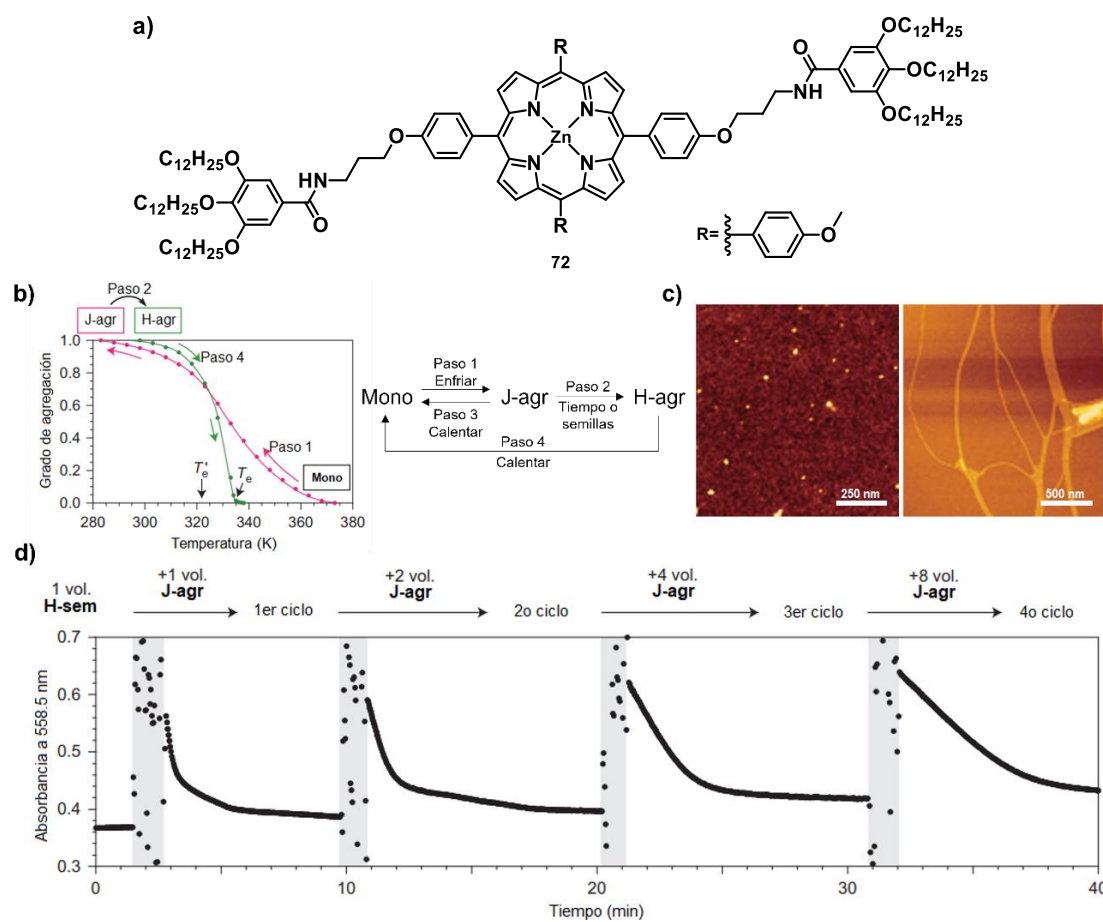 a)
R
OC12H25
C12H25O
OC12H25
OC12H25
C12H25O
C12H25O
O
O
O
O
HN
NH
N
N
N
N
Zn
R
R=
O
72
b)
Paso 2
J-agr
H-agr
Grado de agregación
1.0
0.8
0.6
0.4
0.2
0.0
Paso 4
Paso 1
Te'
Te
Mono
280
300
320
340
360
380
Temperatura (K)
Mono
Paso 1
Enfriar
Paso 3
Calentar
J-agr
Paso 2
Tiempo o
semillas
H-agr
Paso 4
Calentar
c)
250 nm
500 nm
d)
1 vol.
H-sem
+1 vol.
J-agr
1er ciclo
+2 vol.
J-agr
2o ciclo
+4 vol.
J-agr
3er ciclo
+8 vol.
J-agr
4o ciclo
Absorbancia a 558.5 nm
0.7
0.6
0.5
0.4
0.3
0
10
20
30
40
Tiempo (min)